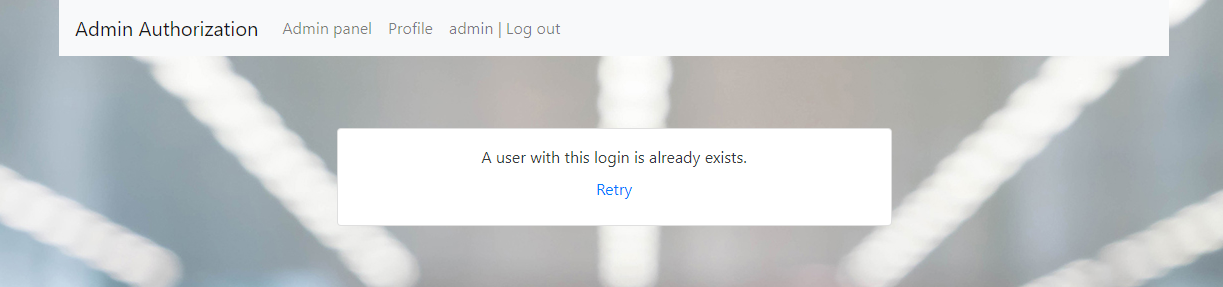 Admin Authorization Admin panel Profile admin | Log out
A user with this login is already exists.
Retry